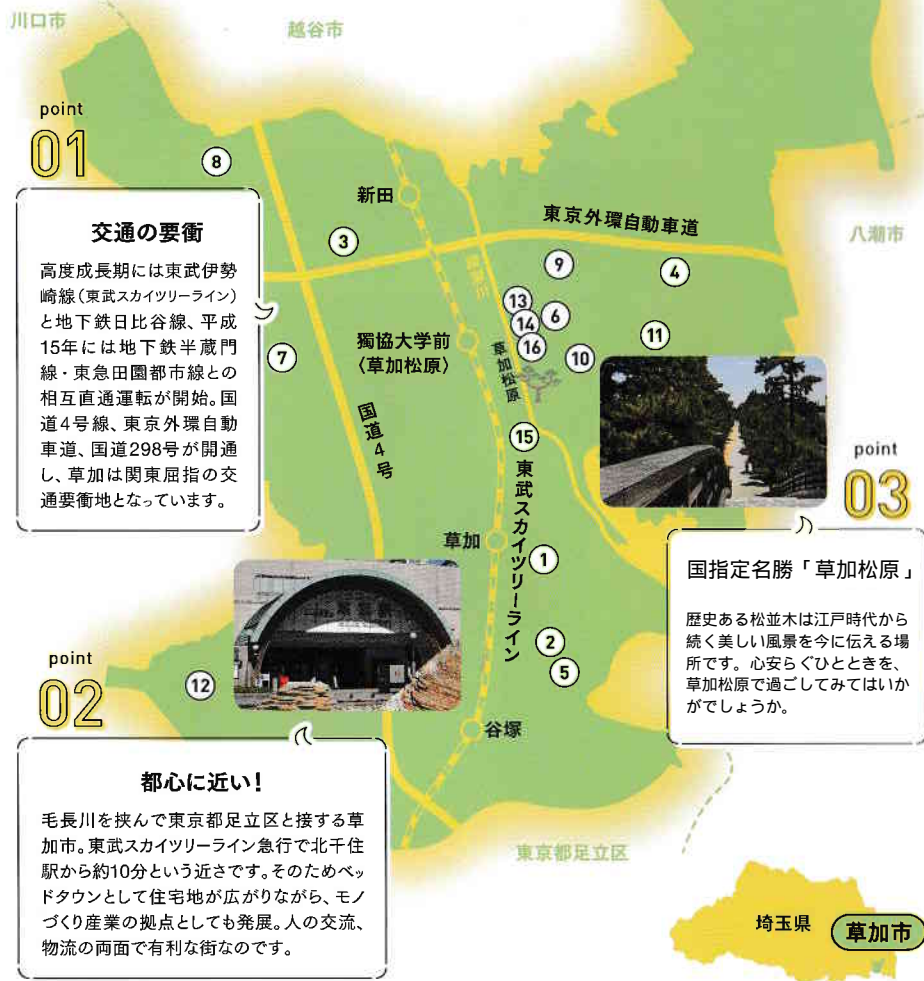 川口市
越谷市
point
01
交通の要衝
高度成長期には東武伊勢
崎線(東武スカイツリーライン)
と地下鉄日比谷線、平成
15年には地下鉄半蔵門
線・東急田園都市線との
相互直通運転が開始。国
道4号線、東京外環自動
車道、国道298号が開通
し、草加は関東屈指の交
通要衝地となっています。
8
新田
3
東京外環自動車道
八潮市
9
4
13
6
14
11
16
10
7
獨協大学前
〈草加松原〉
草加松原
国道4号
15
東武スカイツリーライン
草加
1
2
5
12
谷塚
point
03
国指定名勝「草加松原」
歴史ある松並木は江戸時代から
続く美しい風景を今に伝える場
所です。心安らぐひとときを、
草加松原で過ごしてみてはいか
がでしょうか。
point
02
都心に近い!
毛長川を挟んで東京都足立区と接する草
加市。東武スカイツリーライン急行で北千住
駅から約10分という近さです。そのためベッ
ドタウンとして住宅地が広がりながら、モノ
づくり産業の拠点としても発展。人の交流、
物流の両面で有利な街なのです。
東京都足立区
埼玉県
草加市